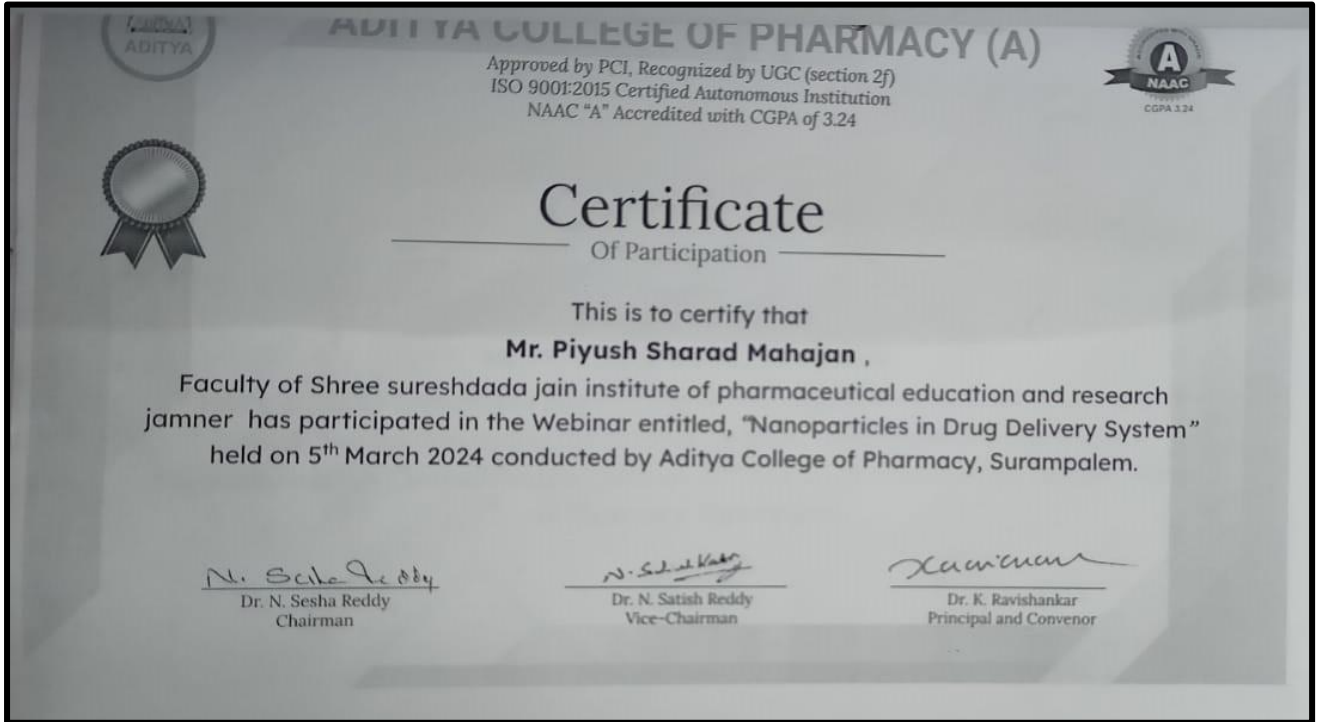 ADITYA
ADITYA COLLEGE OF PHARMACY (A)
Approved by PCI, Recognized by UGC (section 2f)
ISO 9001:2015 Certified Autonomous Institution
NAAC “A” Accredited with CGPA of 3.24
A
NAAC
CGPA 3.24
Certificate
Of Participation
This is to certify that
Mr. Piyush Sharad Mahajan .
Faculty of Shree sureshdada jain institute of pharmaceutical education and research
jamner has participated in the Webinar entitled, “Nanoparticles in Drug Delivery System”
held on 5th March 2024 conducted by Aditya College of Pharmacy, Surampalem.
Dr. N. Sesha Reddy
Chairman
Dr. N. Satish Reddy
Vice-Chairman
Dr. K. Ravishankar
Principal and Convenor